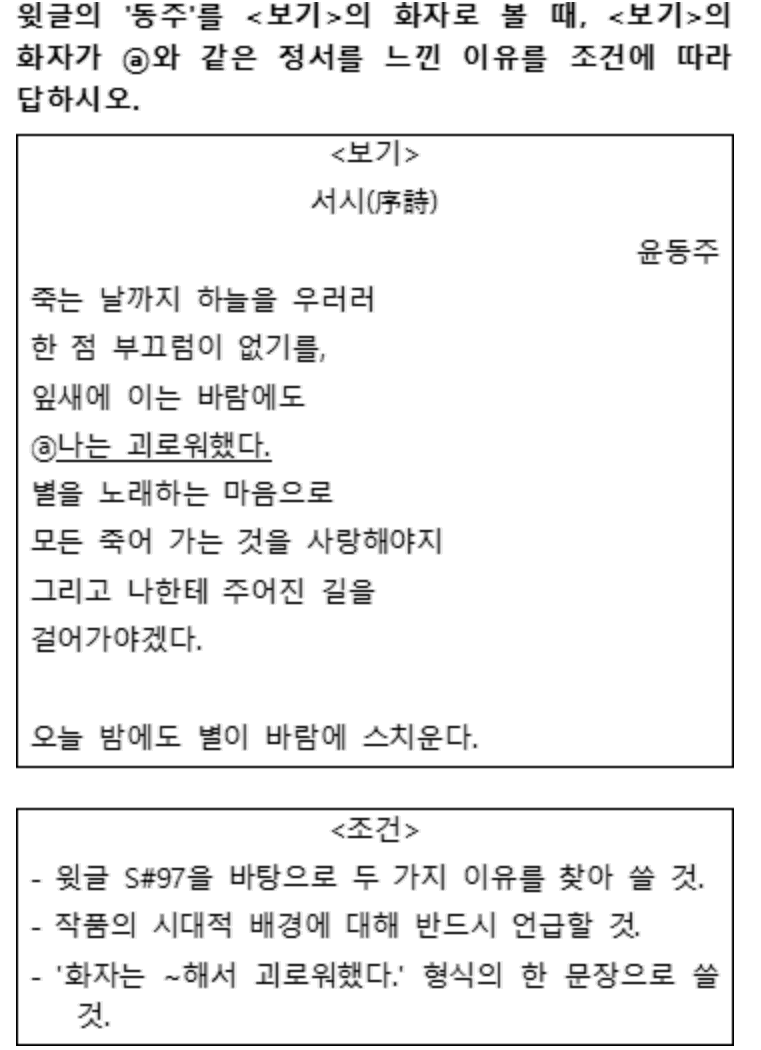 윗글의 '동주'를 <보기>의 화자로 볼 때, <보기>의
화자가 ⓐ와 같은 정서를 느낀 이유를 조건에 따라
답하시오.
<보기>
서시(序詩)
윤동주
죽는 날까지 하늘을 우러러
한 점 부끄럼이 없기를,
잎새에 이는 바람에도
ⓐ나는 괴로워했다.
별을 노래하는 마음으로
모든 죽어 가는 것을 사랑해야지
그리고 나한테 주어진 길을
걸어가야겠다.
오늘 밤에도 별이 바람에 스치운다.
<조건>
- 윗글 S#97을 바탕으로 두 가지 이유를 찾아 쓸 것.
- 작품의 시대적 배경에 대해 반드시 언급할 것.
- '화자는 ~해서 괴로워했다.' 형식의 한 문장으로 쓸
것.